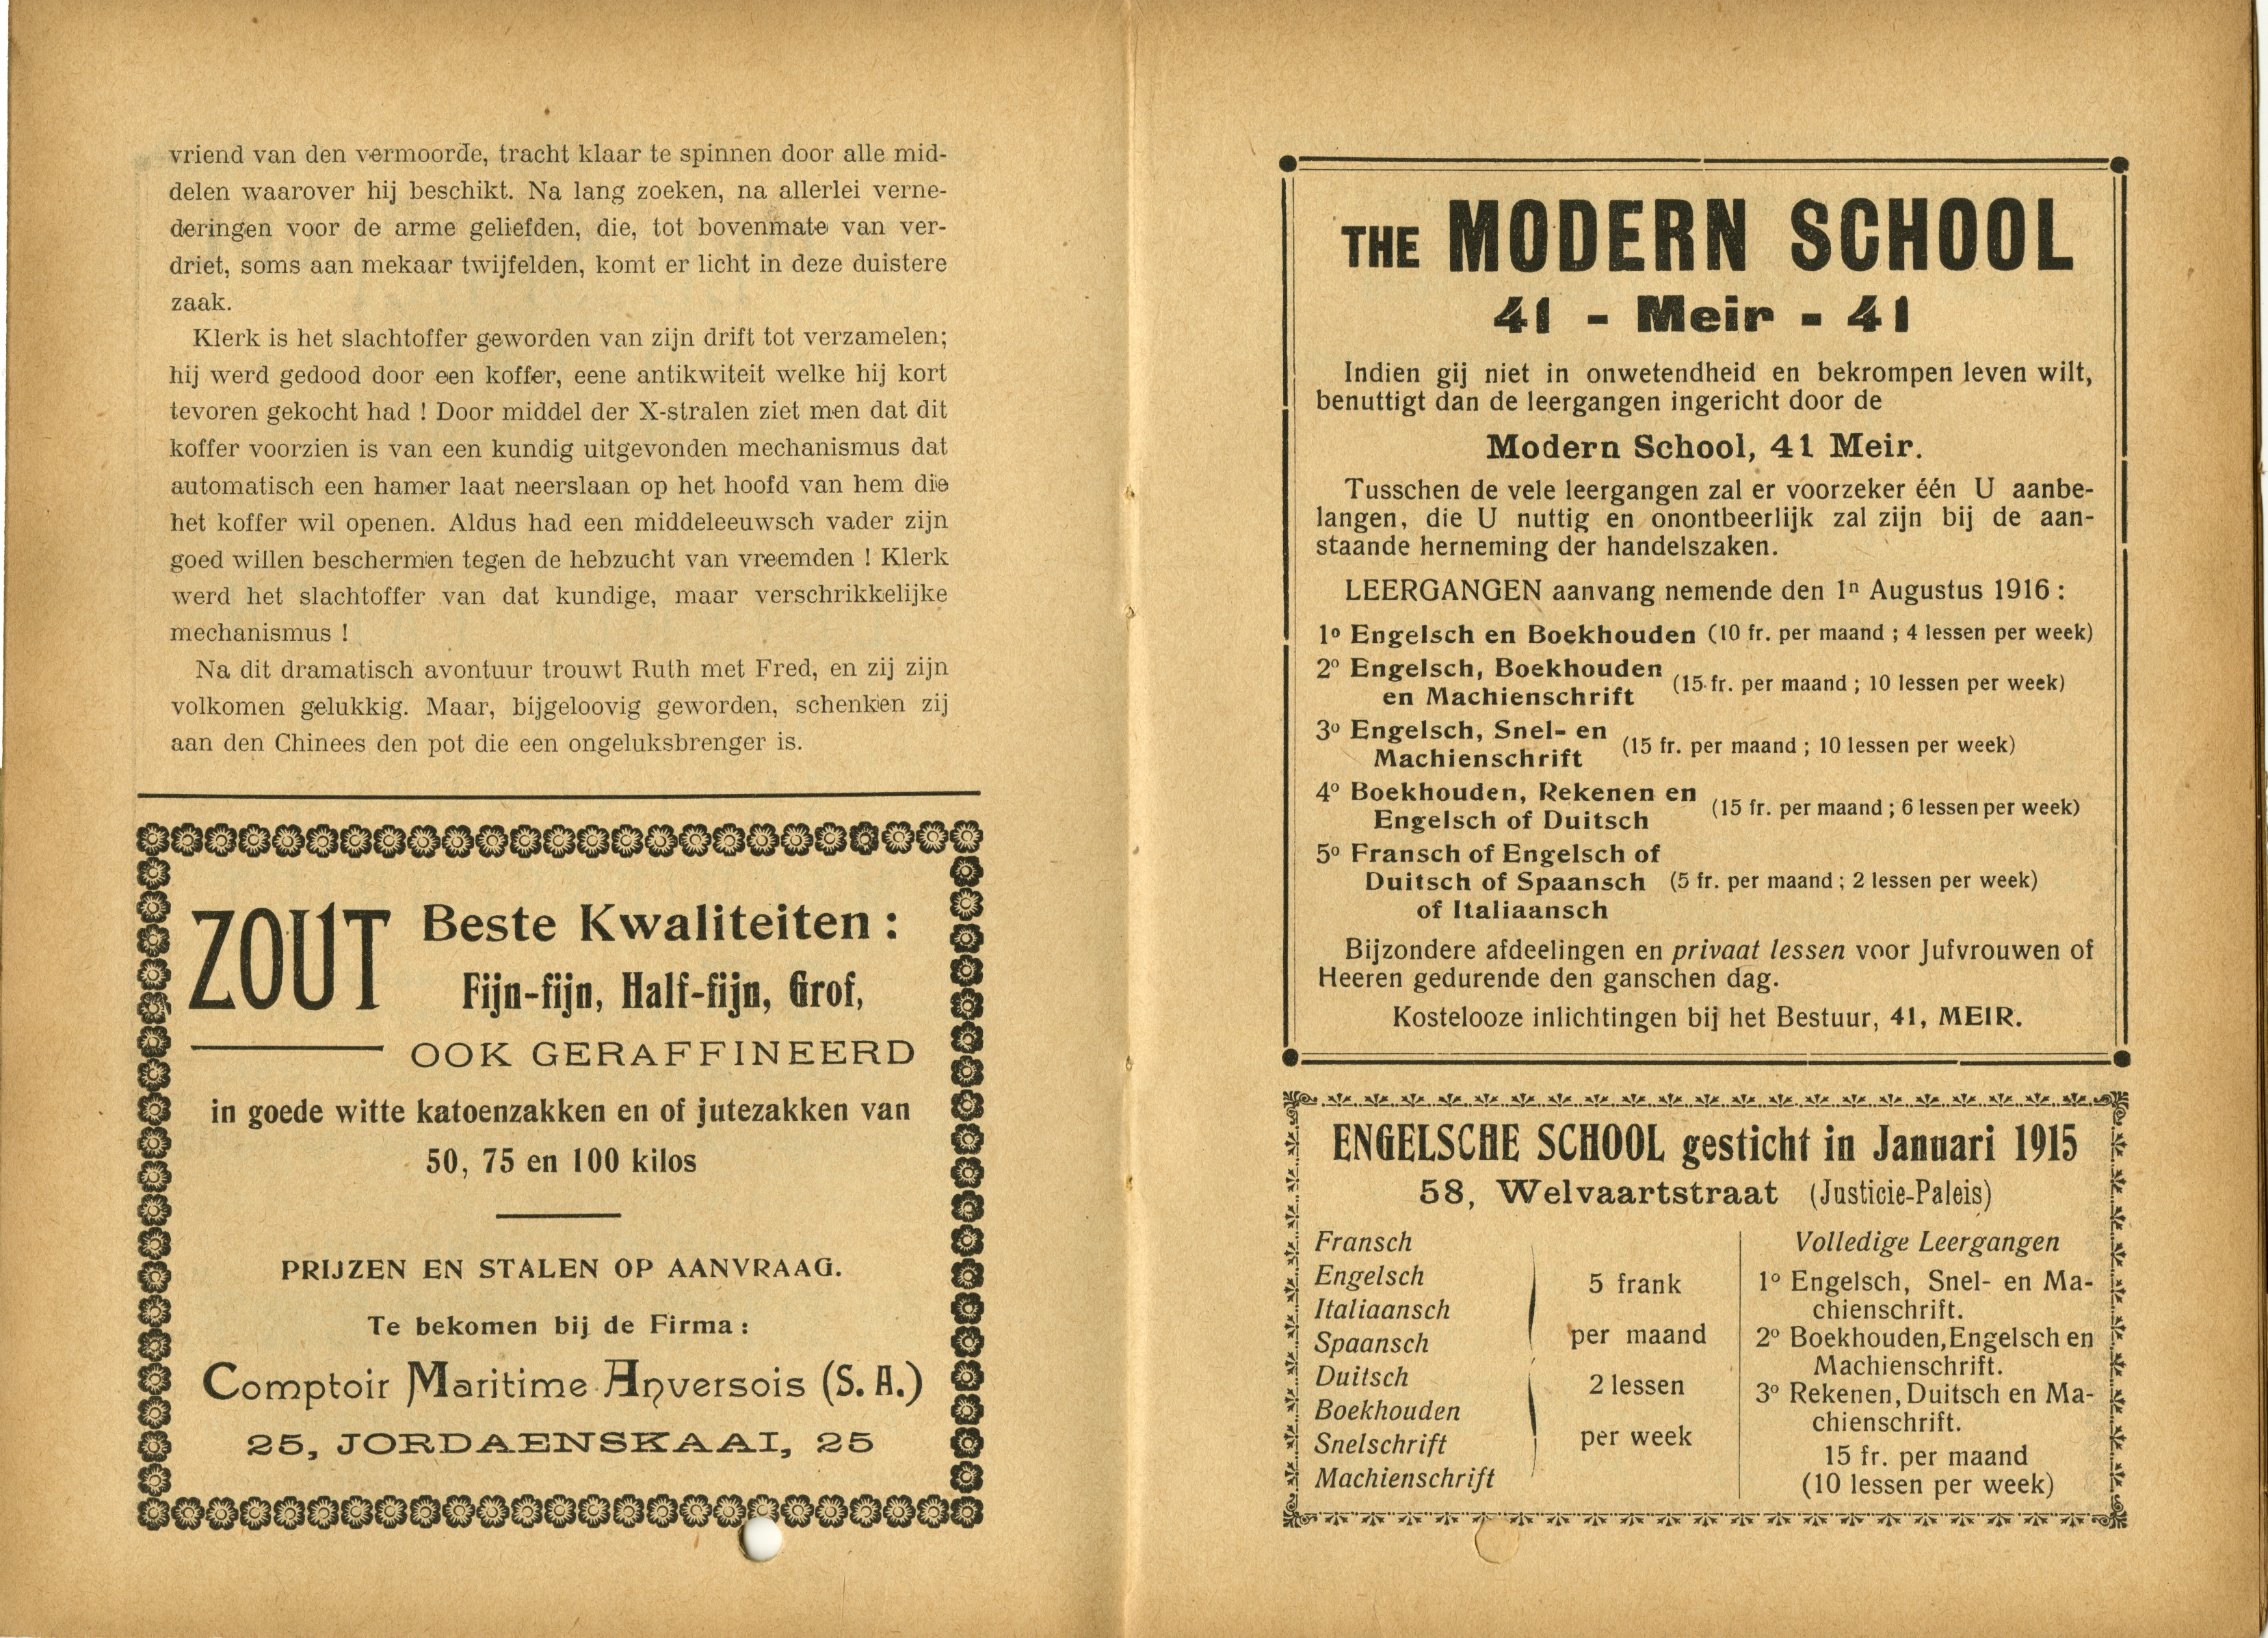 vriend van den vermoorde, tracht klaar te spinnen door alle mid-
delen waarover hij beschikt. Na lang zoeken, na allerlei verne-
deringen voor de arme geliefden, die, tot bovenmate van ver-
driet, soms aan mekaar twijfelden, komt er licht in deze duistere
zaak.
Klerk is het slachtoffer geworden van zijn drift tot verzamelen;
hij werd gedood door een koffer, eene antikwiteit welke hij kort
tevoren gekocht had ! Door middel der X-stralen ziet men dat dit
koffer voorzien is van een kundig uitgevonden mechanismus dat
automatisch een hamer laat neerslaan op het hoofd van hem die
het koffer wil openen. Aldus had een middeleeuwsch vader zijn
goed willen beschermen tegen de hebzucht van vreemden ! Klerk
werd het slachtoffer van dat kundige, maar verschrikkelijke
mechanismus !
Na dit dramatisch avontuur trouwt Ruth met Fred, en zij zijn
volkomen gelukkig. Maar, bijgeloovig geworden, schenken zij
aan den Chinees den pot die een ongeluksbrenger is.
ZOUT Beste Kwaliteiten :
Fijn-fijn, Half-fijn, Grof,
OOK GERAFFINEERD
in goede witte katoenzakken en of jutezakken van
50, 75 en 100 kilos
PRIJZEN EN STALEN OP AANVRAAG.
Te bekomen bij de Firma :
Comptoir Maritime Anversois (S. A.)
25, JORDAENSKAAI, 25
THE MODERN SCHOOL
41 - Meir - 41
Indien gij niet in onwetendheid en bekrompen leven wilt,
benuttigt dan de leergangen ingericht door de
Modern School, 41 Meir.
Tusschen de vele leergangen zal er voorzeker één U aanbe-
langen, die U nuttig en onontbeerlijk zal zijn bij de aan-
staande herneming der handelszaken.
LEERGANGEN aanvang nemende den 1n Augustus 1916 :
1º Engelsch en Boekhouden (10 fr. per maand ; 4 lessen per week)
2º Engelsch, Boekhouden
en Machienschrift (15 fr. per maand ; 10 lessen per week)
3º Engelsch, Snel- en
Machienschrift (15 fr. per maand ; 10 lessen per week)
4º Boekhouden, Rekenen en
Engelsch of Duitsch (15 fr. per maand ; 6 lessen per week)
5º Fransch of Engelsch of
Duitsch of Spaansch (5 fr. per maand ; 2 lessen per week)
of Italiaansch
Bijzondere afdeelingen en privaat lessen voor Jufvrouwen of
Heeren gedurende den ganschen dag.
Kostelooze inlichtingen bij het Bestuur, 41, MEIR.
ENGELSCHE SCHOOL gesticht in Januari 1915
58, Welvaartstraat (Justicie-Paleis)
Fransch
Engelsch
Italiaansch
Spaansch
Duitsch
Boekhouden
Snelschrift
Machienschrift
5 frank
per maand
2 lessen
per week
Volledige Leergangen
1º Engelsch, Snel- en Ma-
chienschrift.
2º Boekhouden, Engelsch en
Machienschrift.
3º Rekenen, Duitsch en Ma-
chienschrift.
15 fr. per maand
(10 lessen per week)